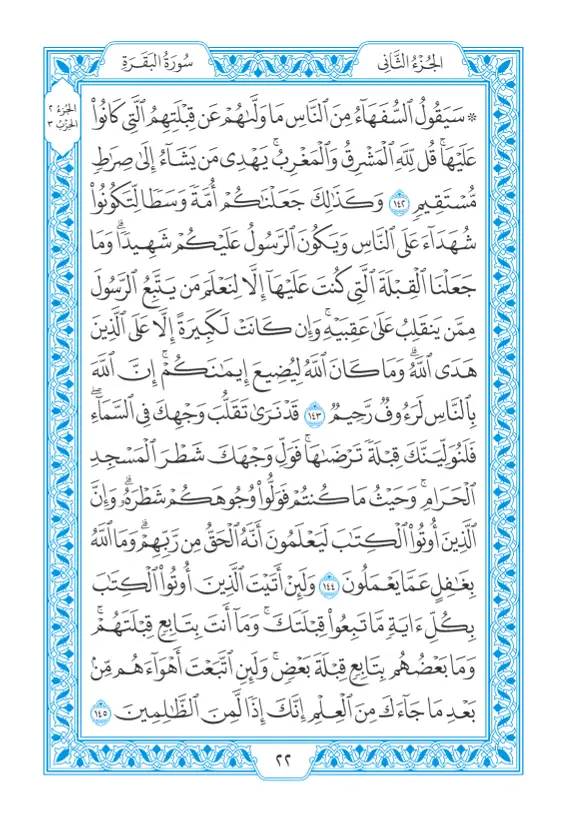 سُورَةُ البَقَرَةِ
الجُزْءُ الثَّانِي
الجُزْءُ ٢
الحِزْبُ ٣
* سَيَقُولُ ٱلسُّفَهَآءُ مِنَ ٱلنَّاسِ مَا وَلَّىٰهُمْ عَن قِبْلَتِهِمُ ٱلَّتِي كَانُوا۟
عَلَيْهَاۚ قُل لِّلَّهِ ٱلْمَشْرِقُ وَٱلْمَغْرِبُۚ يَهْدِي مَن يَشَآءُ إِلَىٰ صِرَٰطٍ
مُّسْتَقِيمٍ ١٤٢ وَكَذَٰلِكَ جَعَلْنَٰكُمْ أُمَّةً وَسَطًا لِّتَكُونُوا۟
شُهَدَآءَ عَلَى ٱلنَّاسِ وَيَكُونَ ٱلرَّسُولُ عَلَيْكُمْ شَهِيدًاۗ وَمَا
جَعَلْنَا ٱلْقِبْلَةَ ٱلَّتِي كُنتَ عَلَيْهَآ إِلَّا لِنَعْلَمَ مَن يَتَّبِعُ ٱلرَّسُولَ
مِمَّن يَنقَلِبُ عَلَىٰ عَقِبَيْهِۚ وَإِن كَانَتْ لَكَبِيرَةً إِلَّا عَلَى ٱلَّذِينَ
هَدَى ٱللَّهُۗ وَمَا كَانَ ٱللَّهُ لِيُضِيعَ إِيمَٰنَكُمْۚ إِنَّ ٱللَّهَ
بِٱلنَّاسِ لَرَءُوفٌ رَّحِيمٌ ١٤٣ قَدْ نَرَىٰ تَقَلُّبَ وَجْهِكَ فِي ٱلسَّمَآءِۖ
فَلَنُوَلِّيَنَّكَ قِبْلَةً تَرْضَىٰهَاۚ فَوَلِّ وَجْهَكَ شَطْرَ ٱلْمَسْجِدِ
ٱلْحَرَامِۚ وَحَيْثُ مَا كُنتُمْ فَوَلُّوا۟ وُجُوهَكُمْ شَطْرَهُۥۗ وَإِنَّ
ٱلَّذِينَ أُوتُوا۟ ٱلْكِتَٰبَ لَيَعْلَمُونَ أَنَّهُ ٱلْحَقُّ مِن رَّبِّهِمْۗ وَمَا ٱللَّهُ
بِغَٰفِلٍ عَمَّا يَعْمَلُونَ ١٤٤ وَلَئِنْ أَتَيْتَ ٱلَّذِينَ أُوتُوا۟ ٱلْكِتَٰبَ
بِكُلِّ ءَايَةٍ مَّا تَبِعُوا۟ قِبْلَتَكَۚ وَمَآ أَنتَ بِتَابِعٍ قِبْلَتَهُمْۚ
وَمَا بَعْضُهُم بِتَابِعٍ قِبْلَةَ بَعْضٍۚ وَلَئِنِ ٱتَّبَعْتَ أَهْوَآءَهُم مِّنۢ
بَعْدِ مَا جَآءَكَ مِنَ ٱلْعِلْمِ إِنَّكَ إِذًا لَّمِنَ ٱلظَّٰلِمِينَ ١٤٥
٢٢